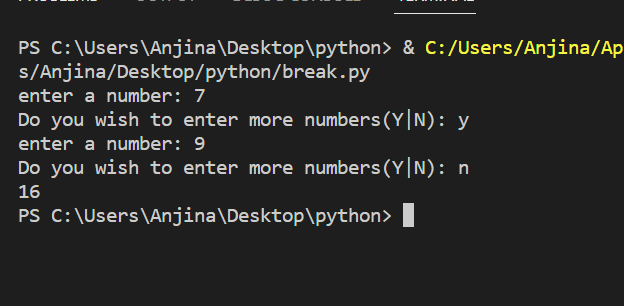 PS C:\Users\Anjina\Desktop\python> & C:/Users/Anjina/Ap
s/Anjina/Desktop/python/break.py
enter a number: 7
Do you wish to enter more numbers(Y|N): y
enter a number: 9
Do you wish to enter more numbers(Y|N): n
16
PS C:\Users\Anjina\Desktop\python>